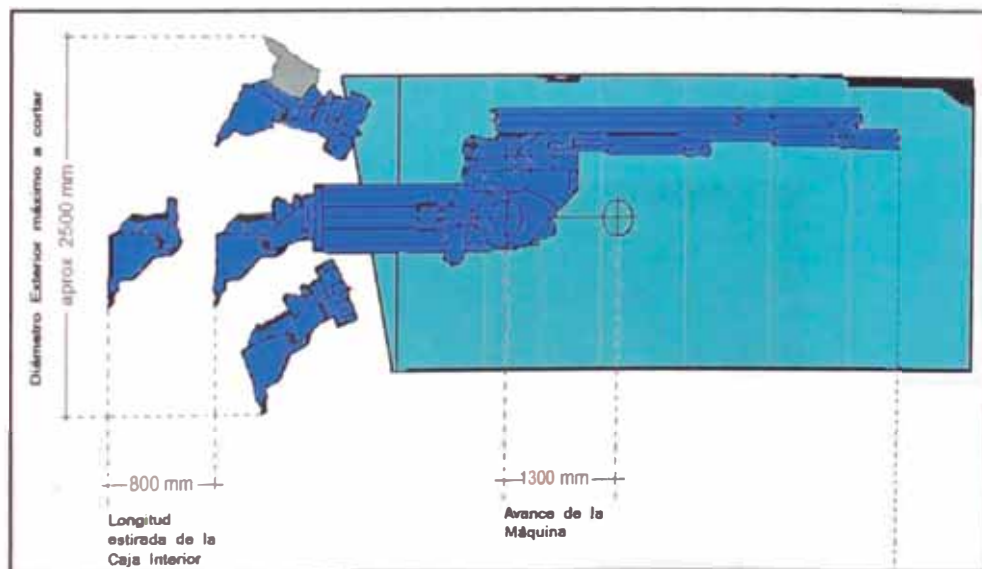 Diámetro Exterior máximo a cortar
aprox 2500 mm
800 mm
Longitud
estirada de la
Caja Interior
1300 mm
Avance de la
Máquina